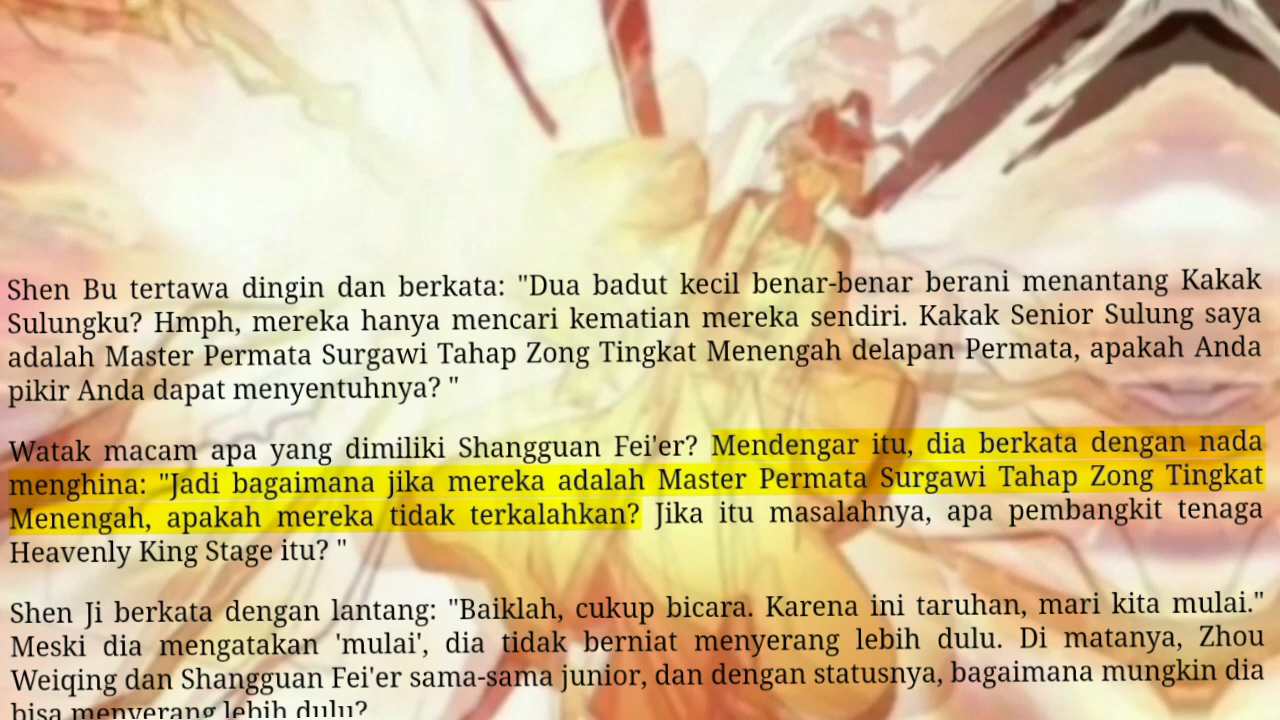 Shen Bu tertawa dingin dan berkata: "Dua badut kecil benar-benar berani menantang Kakak
Sulungku? Hmph, mereka hanya mencari kematian mereka sendiri. Kakak Senior Sulung saya
adalah Master Permata Surgawi Tahap Zong Tingkat Menengah delapan Permata, apakah Anda
pikir Anda dapat menyentuhnya? "
Watak macam apa yang dimiliki Shangguan Fei'er? Mendengar itu, dia berkata dengan nada
menghina: "Jadi bagaimana jika mereka adalah Master Permata Surgawi Tahap Zong Tingkat
Menengah, apakah mereka tidak terkalahkan? Jika itu masalahnya, apa pembangkit tenaga
Heavenly King Stage itu? "
Shen Ji berkata dengan lantang: "Baiklah, cukup bicara. Karena ini taruhan, mari kita mulai."
Meski dia mengatakan 'mulai', dia tidak berniat menyerang lebih dulu. Di matanya, Zhou
Weiqing dan Shangguan Fei'er sama-sama junior, dan dengan statusnya, bagaimana mungkin dia
bisa menyerang lebih dulu?